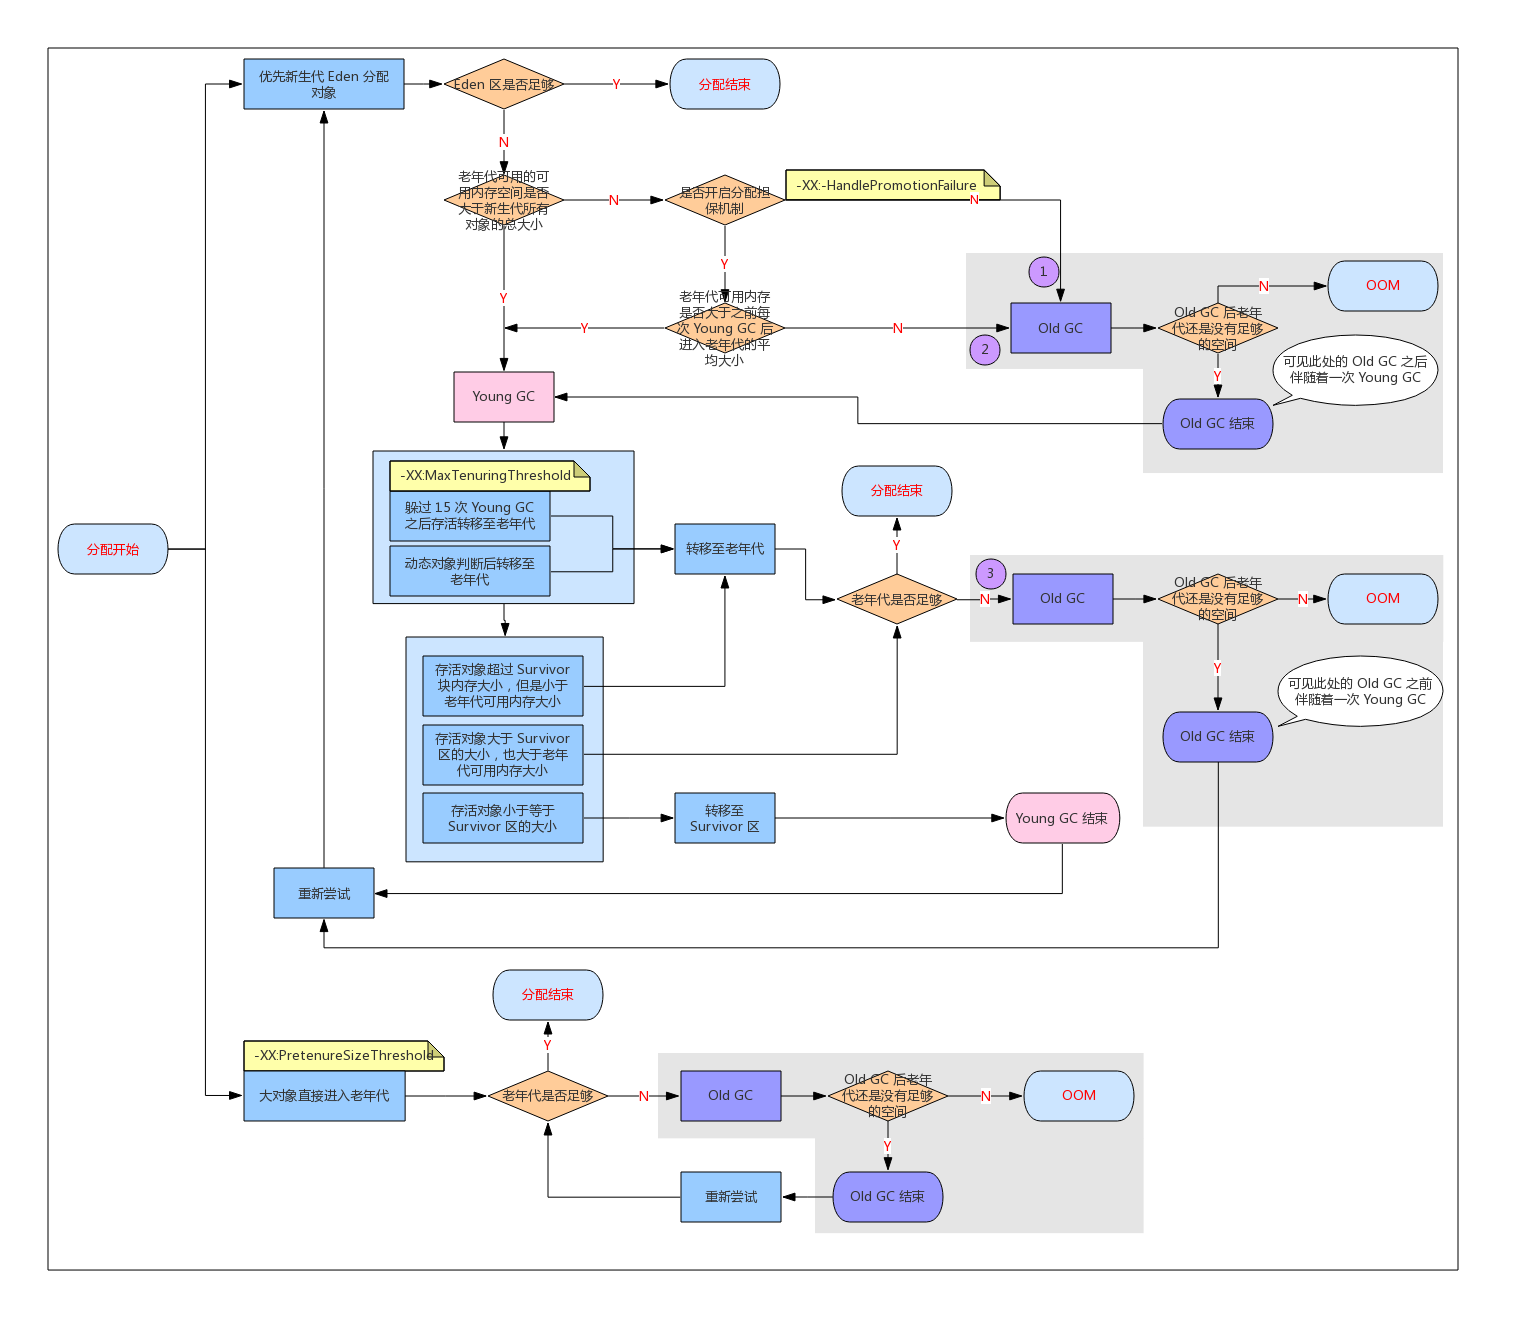 优先新生代 Eden 分配
对象
Eden 区是否足够
Y
分配结束
N
老年代可用的可
用内存空间是否
大于新生代所有
对象的总大小
N
是否开启分配担
保机制
-XX:-HandlePromotionFailure
N
Y
Y
老年代可用内存
是否大于之前每
次 Young GC 后
进入老年代的平
均大小
Y
N
1
2
Old GC
Old GC 后老年
代还是没有足够
的空间
N
OOM
Y
可见此处的 Old GC 之后
伴随着一次 Young GC
Old GC 结束
Young GC
-XX:MaxTenuringThreshold
躲过 15 次 Young GC
之后存活转移至老年代
动态对象判断后转移至
老年代
分配开始
转移至老年代
分配结束
Y
老年代是否足够
N
3
Old GC
Old GC 后老年
代还是没有足够
的空间
N
OOM
Y
可见此处的 Old GC 之前
伴随着一次 Young GC
Old GC 结束
存活对象超过 Survivor
块内存大小，但是小于
老年代可用内存大小
存活对象大于 Survivor
区的大小，也大于老年
代可用内存大小
存活对象小于等于
Survivor 区的大小
转移至
Survivor 区
Young GC 结束
重新尝试
分配结束
Y
-XX:PretenureSizeThreshold
大对象直接进入老年代
老年代是否足够
N
Old GC
Old GC 后老年
代还是没有足够
的空间
N
OOM
Y
重新尝试
Old GC 结束